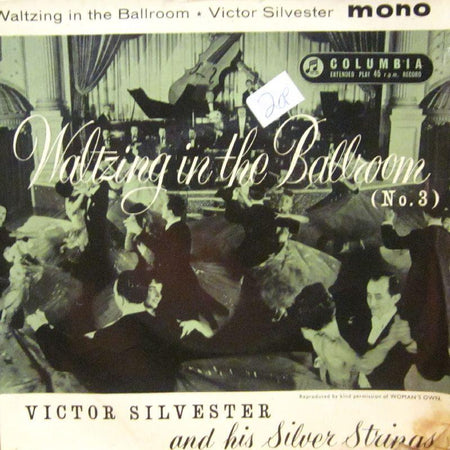 Waltzing in the Ballroom ★ Victor Silvester mono
COLUMBIA
EXTENDED PLAY 45 r.p.m. RECORD
Waltzing in the Ballroom
(No. 3)
Reproduced by kind permission of WOMAN'S OWN
VICTOR SILVESTER
and his Silver Strings